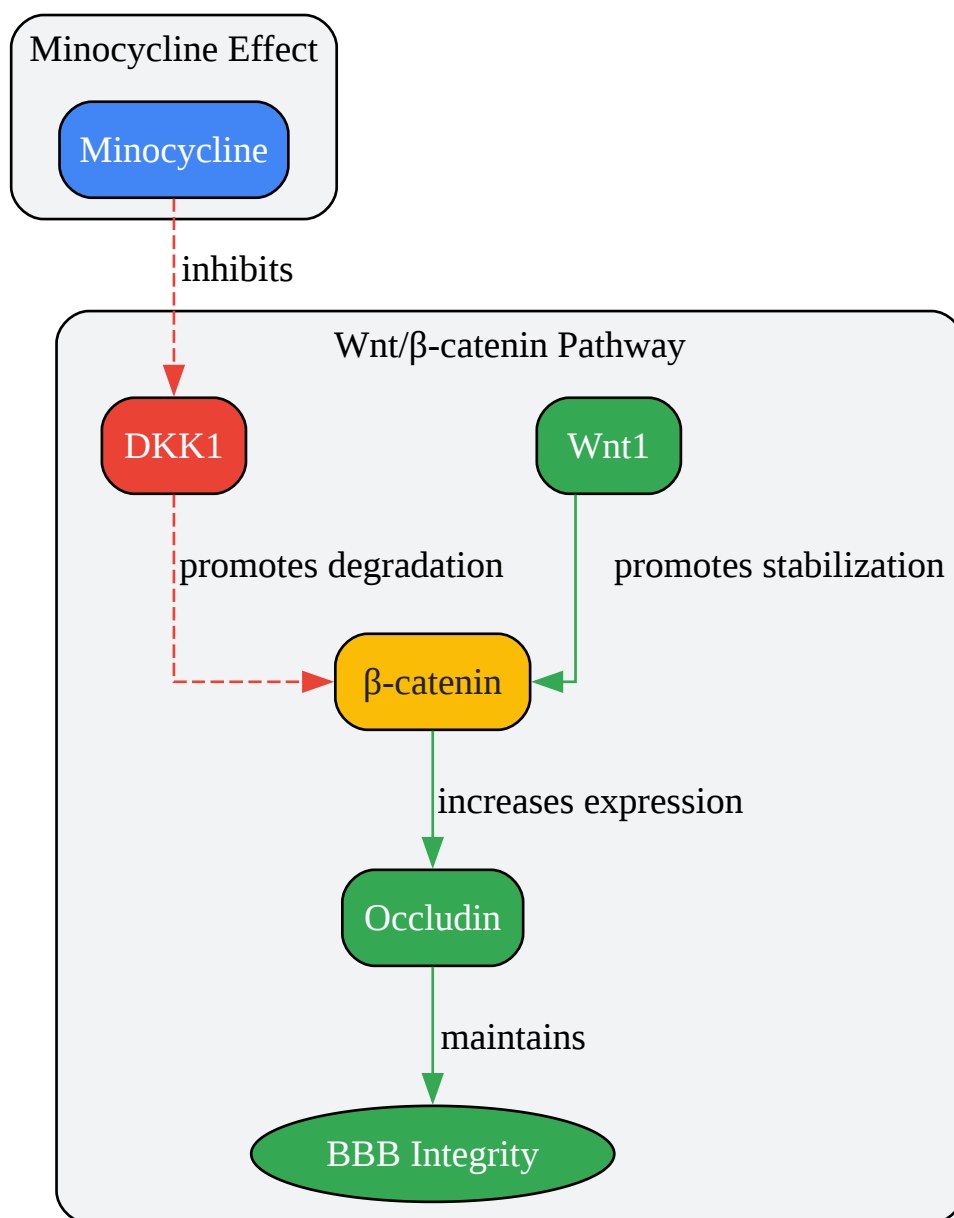 Minocycline Effect
Minocycline
inhibits
Wnt/β-catenin Pathway
DKK1
Wnt1
promotes degradation
promotes stabilization
β-catenin
increases expression
Occludin
maintains
BBB Integrity